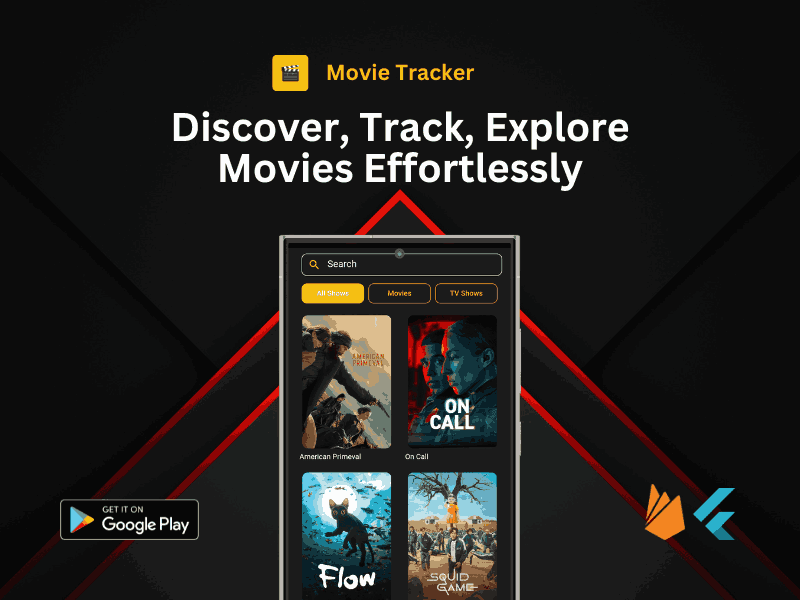 Movie Tracker
Discover, Track, Explore
Movies Effortlessly
Search
All Shows
Movies
TV Shows
AMERICAN
PRIMEVAL
ON
CALL
American Primeval
On Call
Flow
SQUID
GAME
GET IT ON
Google Play